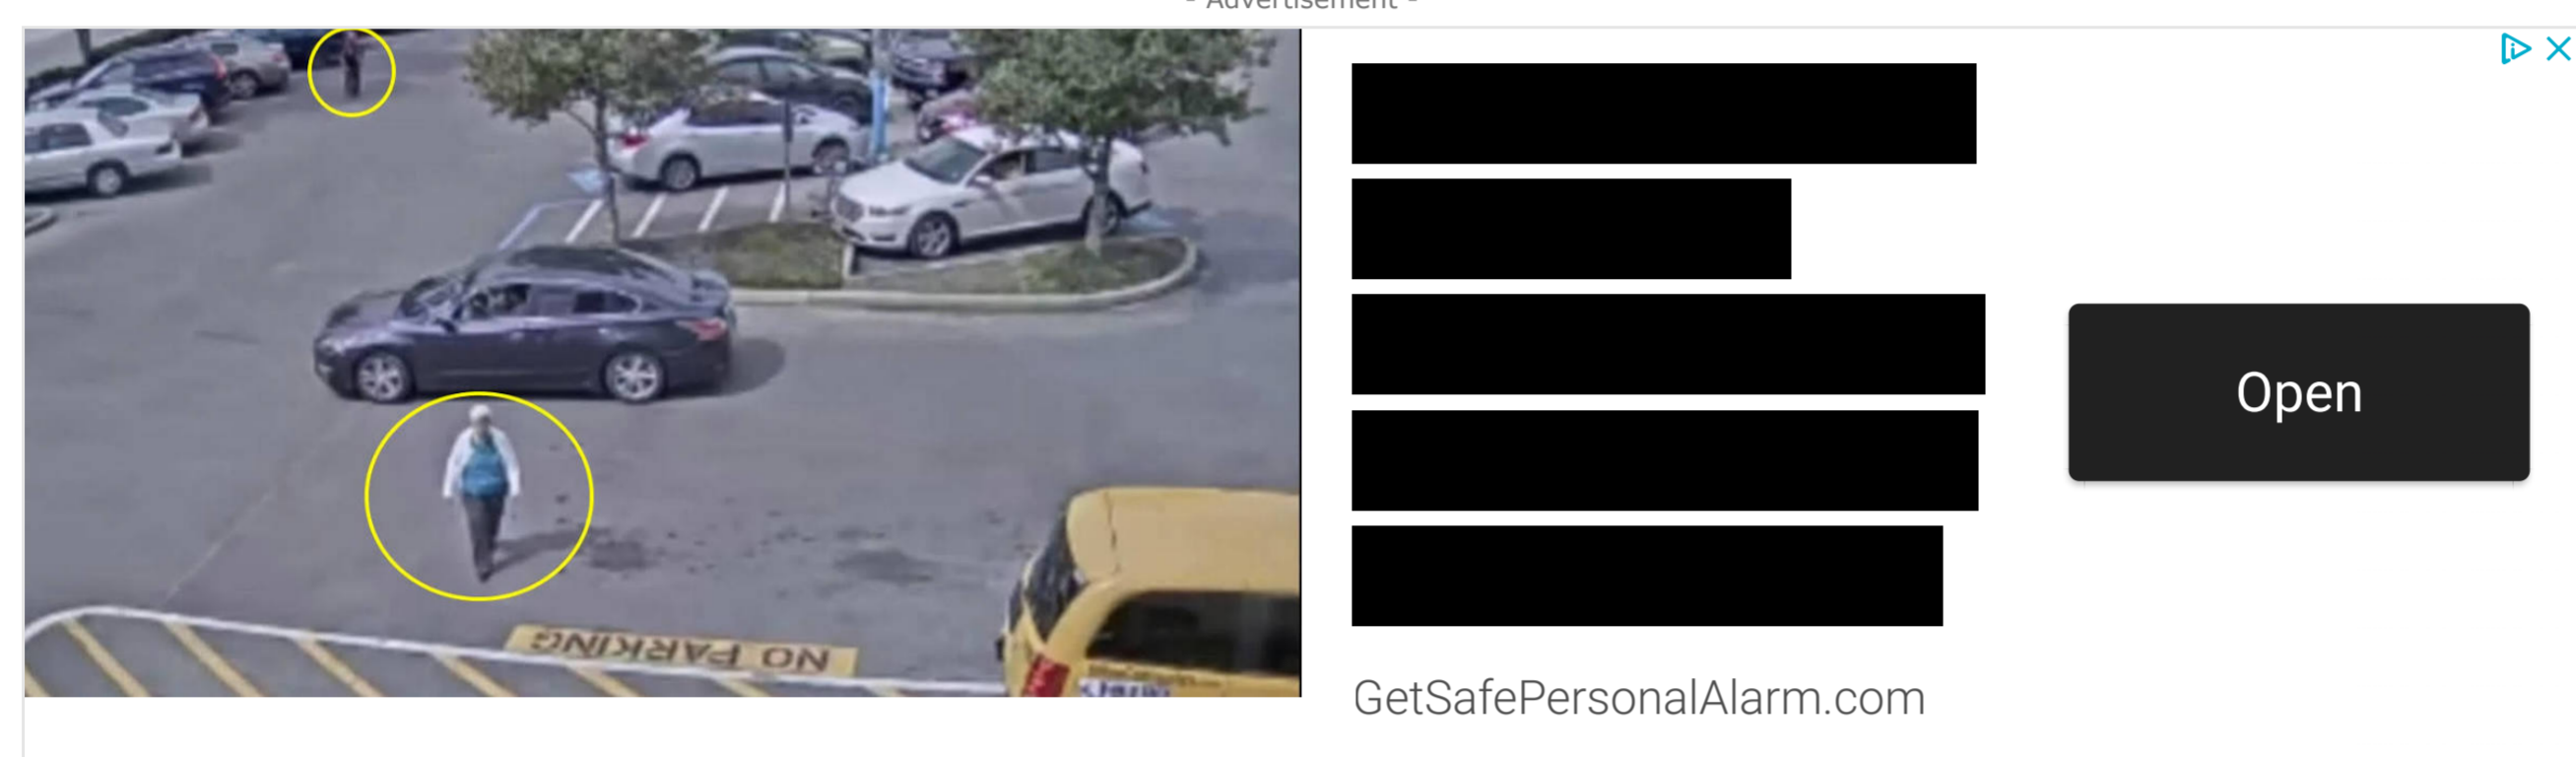 - Advertisement -
Open
NO PARKING
GetSafePersonalAlarm.com